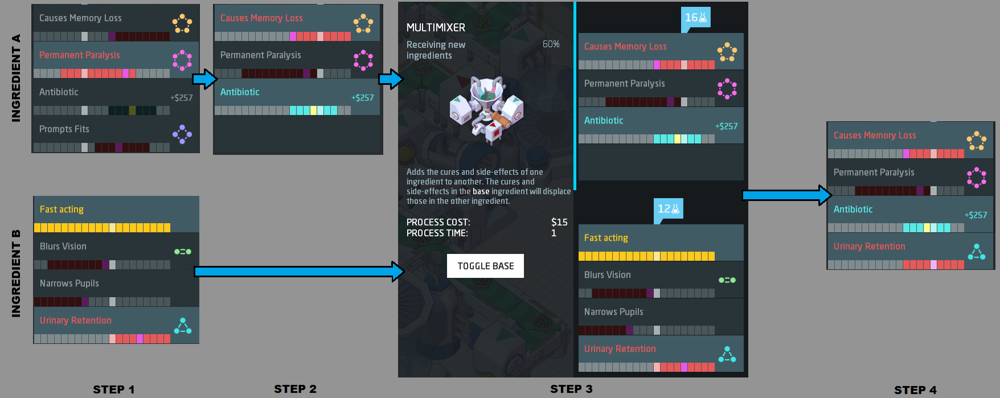 INGREDIENT A
Causes Memory Loss
Permanent Paralysis
Antibiotic
+$257
Prompts Fits
Causes Memory Loss
Permanent Paralysis
Antibiotic
+$257
INGREDIENT B
Fast acting
Blurs Vision
Narrows Pupils
Urinary Retention
MULTIMIXER
Receiving new
ingredients
60%
Adds the cures and side-effects of one
ingredient to another. The cures and
side-effects in the base ingredient will displace
those in the other ingredient.
PROCESS COST: $15
PROCESS TIME: 1
TOGGLE BASE
16
Causes Memory Loss
Permanent Paralysis
Antibiotic
+$257
12
Fast acting
Blurs Vision
Narrows Pupils
Urinary Retention
Causes Memory Loss
Permanent Paralysis
Antibiotic
+$257
Urinary Retention
STEP 1
STEP 2
STEP 3
STEP 4